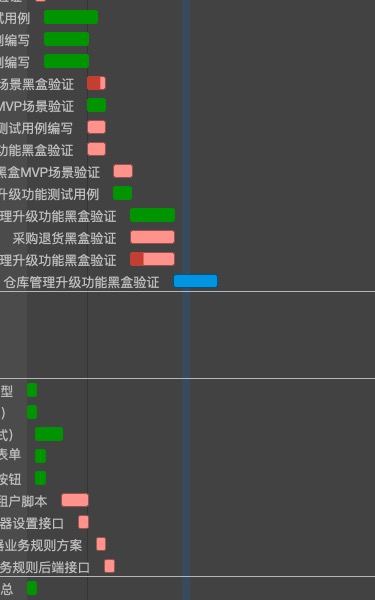 试用例
例编写
例编写
场景黑盒验证
MVP场景验证
测试用例编写
功能黑盒验证
黑盒MVP场景验证
升级功能测试用例
理升级功能黑盒验证
采购退货黑盒验证
理升级功能黑盒验证
仓库管理升级功能黑盒验证
型
)
式)
表单
按钮
租户脚本
器设置接口
器业务规则方案
务规则后端接口
总